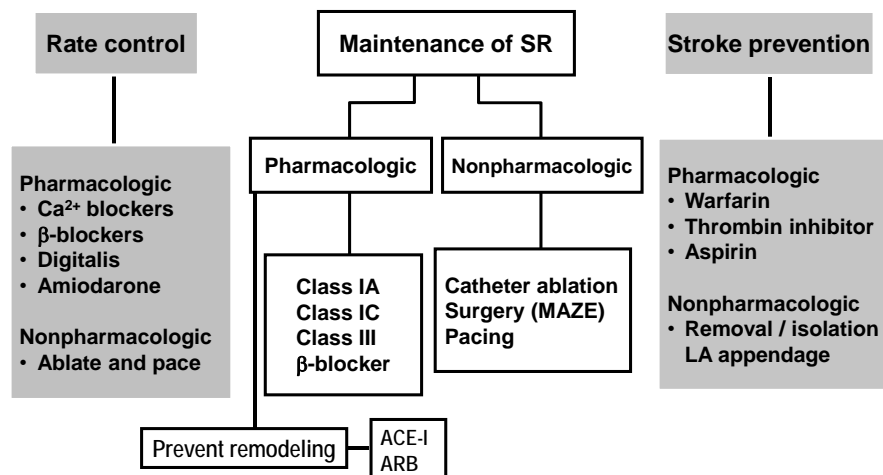 Rate control
Pharmacologic
• Ca²⁺ blockers
• β-blockers
• Digitalis
• Amiodarone
Nonpharmacologic
• Ablate and pace
Maintenance of SR
Pharmacologic
Nonpharmacologic
Class IA
Class IC
Class III
β-blocker
Catheter ablation
Surgery (MAZE)
Pacing
Prevent remodeling
ACE-I
ARB
Stroke prevention
Pharmacologic
• Warfarin
• Thrombin inhibitor
• Aspirin
Nonpharmacologic
• Removal / isolation
LA appendage